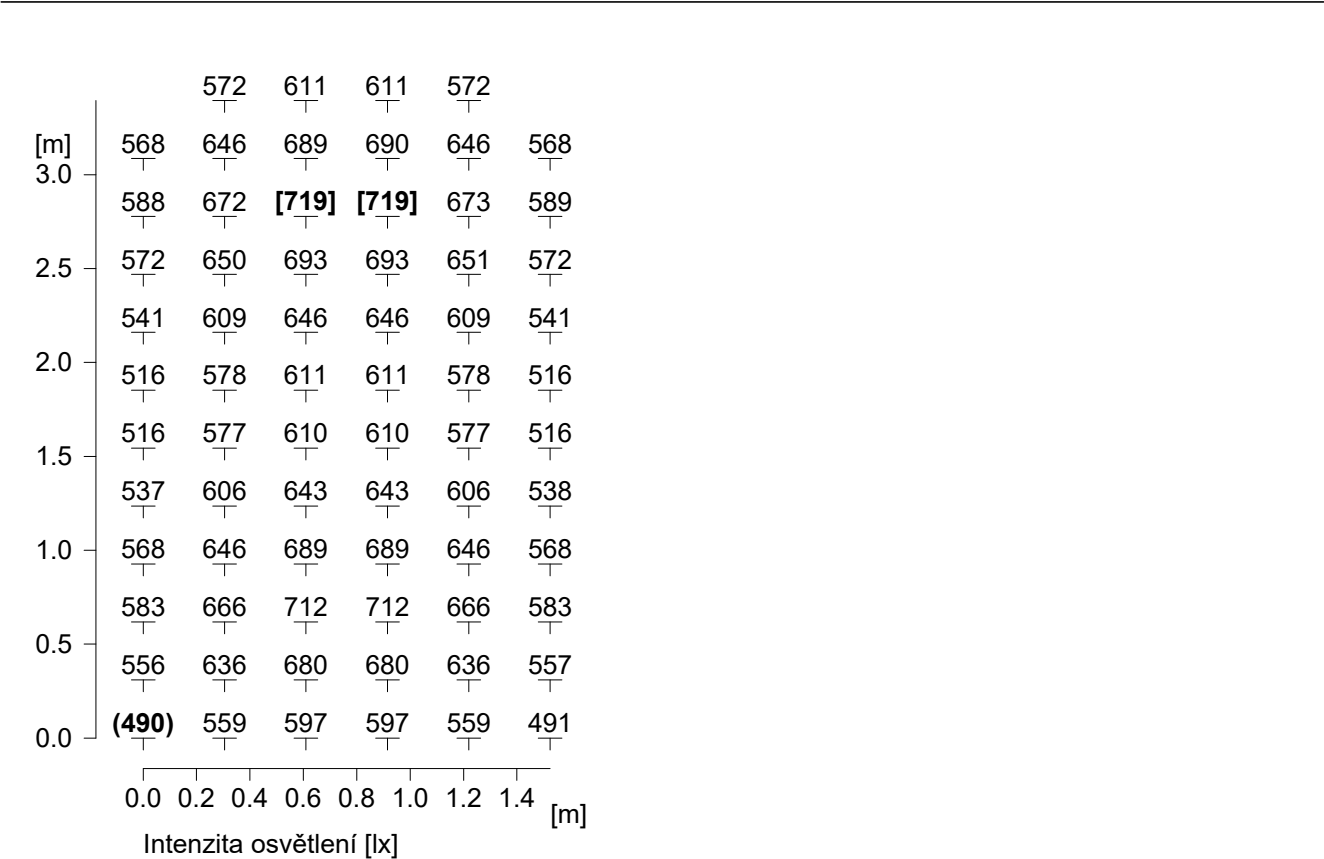 572 611 611 572
[m] 568 646 689 690 646 568
3.0
588 672 [719] [719] 673 589
2.5 572 650 693 693 651 572
541 609 646 646 609 541
2.0 516 578 611 611 578 516
516 577 610 610 577 516
1.5
537 606 643 643 606 538
1.0 568 646 689 689 646 568
583 666 712 712 666 583
0.5
556 636 680 680 636 557
0.0 (490) 559 597 597 559 491
0.0 0.2 0.4 0.6 0.8 1.0 1.2 1.4 [m]
Intenzita osvětlení [lx]